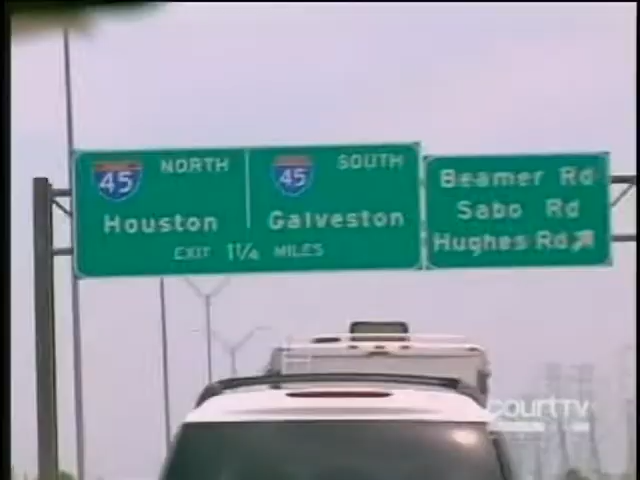 45 NORTH
Houston
45 SOUTH
Galveston
EXIT 1¼ MILES
Beamer Rd
Sabo Rd
Hughes Rd
COURTTV